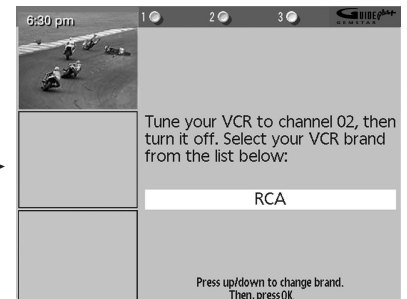 6:30 pm 1 2 3 GUIDE plus+
GEMSTAR
Tune your VCR to channel 02, then
turn it off. Select your VCR brand
from the list below:
RCA
Press up/down to change brand.
Then, press OK.